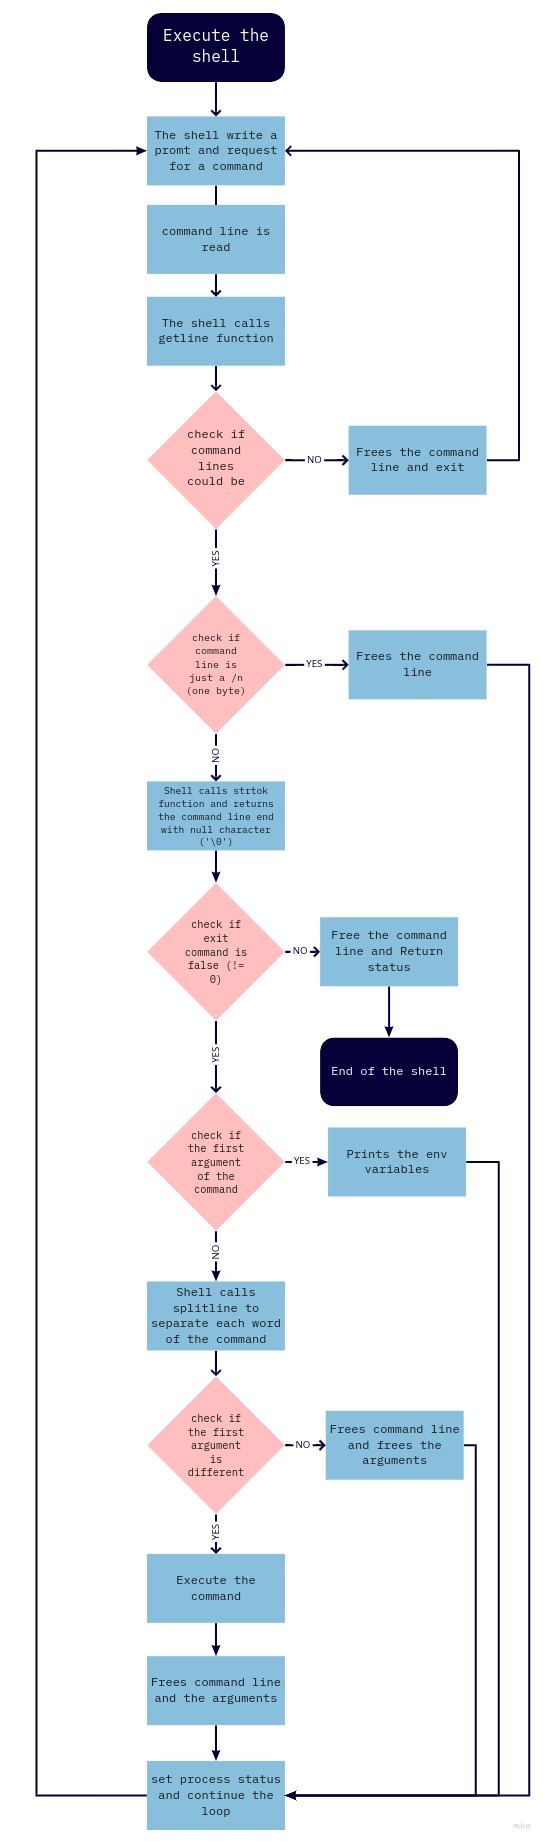 Execute the
shell
The shell write a
promt and request
for a command
command line is
read
The shell calls
getline function
check if
command
lines
could be
NO
Frees the command
line and exit
YES
check if
command
line is
just a /n
(one byte)
YES
Frees the command
line
NO
Shell calls strtok
function and returns
the command line end
with null character
('\0')
check if
exit
command is
false (!=
0)
NO
Free the command
line and Return
status
End of the shell
YES
check if
the first
argument
of the
command
YES
Prints the env
variables
NO
Shell calls
splitline to
separate each word
of the command
check if
the first
argument
is
different
NO
Frees command line
and frees the
arguments
YES
Execute the
command
Frees command line
and the arguments
set process status
and continue the
loop
miro